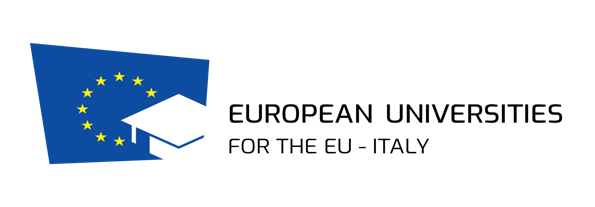 EUROPEAN UNIVERSITIES
FOR THE EU - ITALY